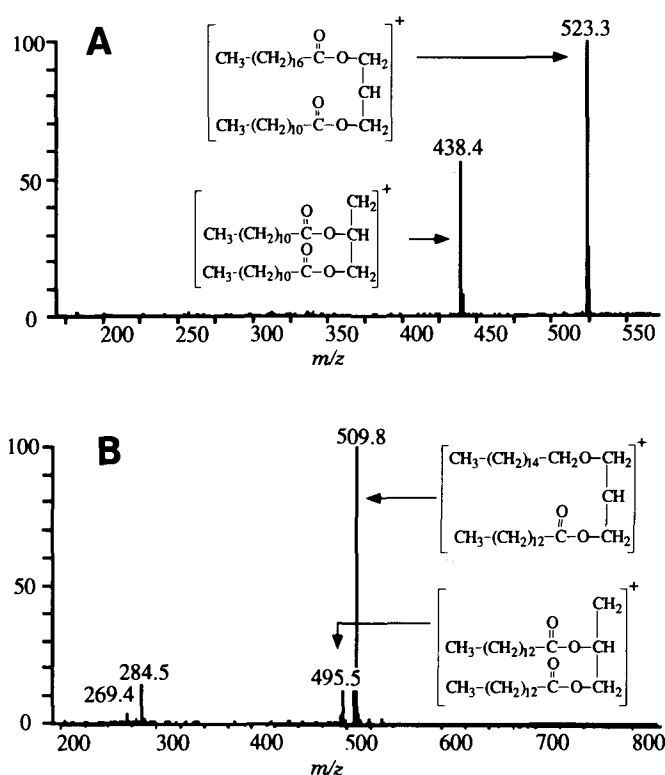 A
100
50
0
523.3
438.4
[CH₃-(CH₂)₁₆-C-O-CH₂]⁺
O
CH
O
CH₃-(CH₂)₁₀-C-O-CH₂
CH₂
O
CH₃-(CH₂)₁₀-C-O-CH
O
CH₃-(CH₂)₁₀-C-O-CH₂
+
200 250 300 350 400 450 500 550
m/z
B
100
50
0
509.8
495.5
284.5
269.4
CH₃-(CH₂)₁₄-CH₂O-CH₂
+
CH
O
CH₃-(CH₂)₁₂-C-O-CH₂
CH₂
+
O
CH₃-(CH₂)₁₂-C-O-CH
O
CH₃-(CH₂)₁₂-C-O-CH₂
200 300 400 500 600 700 800
m/z